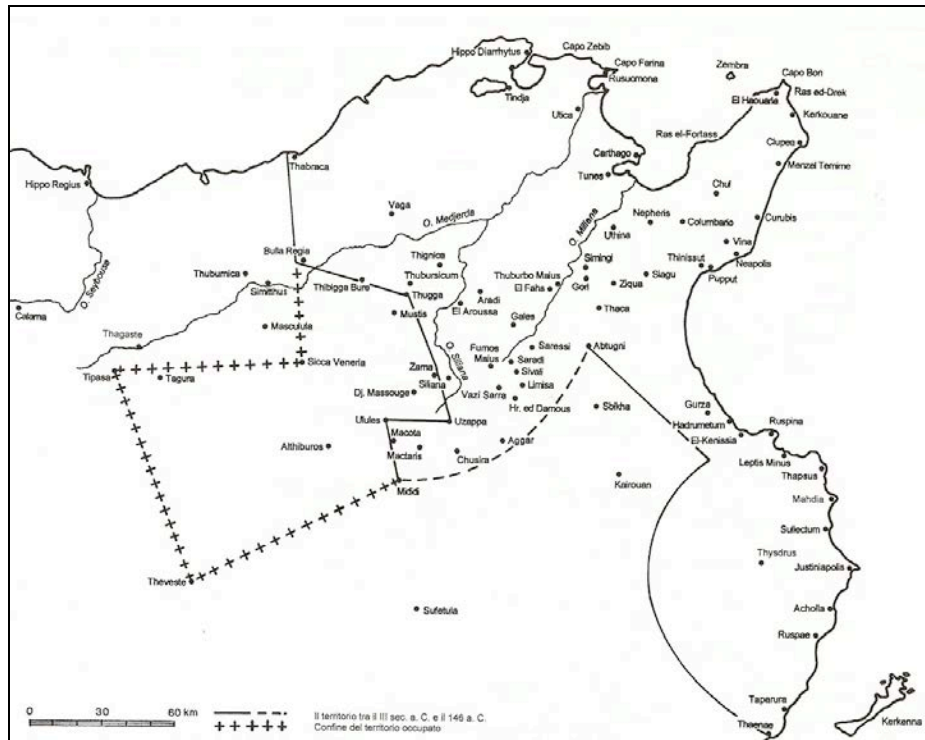 Hippo Diarrhytus
Capo Zebib
Capo Farina
Rusucmona
Zembra
Capo Bon
Tindja
El Haouaria
Ras ed-Drek
Kerkouane
Utica
Ras el-Fortass
Clupea
Carthago
Menzel Temime
Thabraca
Tunes
Hippo Regius
Chul
Vaga
O. Medjerda
O. Miliana
Nepheris
Columbaria
Curubis
Uthina
Vina
Bulla Regia
Thignica
Simingi
Thinissut
Neapolis
O. Seybouse
Thubumica
Thubursicum
Thuburbo Maius
Siagu
Simitthus
Thibigga Bure
El Faha
Gori
Ziqua
Pupput
Thugga
Aradi
Calama
Mustis
El Aroussa
Thaca
Masculula
Gales
Thagaste
O. Siliana
Fumos
Maius
Saressi
Abtugni
Sicca Veneria
Saradi
Tipasa
Zama
Sivali
Tagura
Siliana
Limisa
Dj. Massouge
Vazi Sarra
Hr. ed Damous
Sbikha
Gurza
Ulules
Uzappa
Hadrumetum
Ruspina
Macota
El-Kenissia
Althiburos
Mactaris
Aggar
Chusira
Leptis Minus
Thapsus
Mididi
Kairouan
Mahdia
Sullectum
Thysdrus
Justiniapolis
Theveste
Sufetula
Acholla
Ruspae
Taperura
Thaenae
Kerkenna
0 30 60 km
Il territorio tra il III sec. a. C. e il 146 a. C.
Confine del territorio occupato